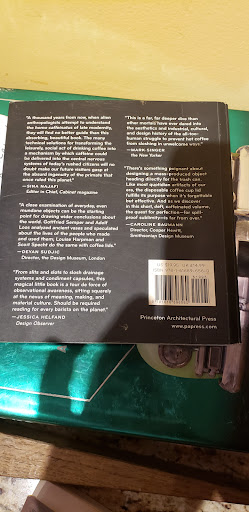 "A thousand years from now, when alien
anthropologists attempt to understand
the home caffeinatics of late modernity,
they will find no better guide than this
absorbing, beautiful book. The many
technical solutions for transforming the
leisurely, social act of drinking coffee into
a mechanism by which caffeine could
be delivered into the central nervous
systems of today's rushed citizens will no
doubt make our future visitors gasp at
the absurd ingenuity of the primate that
once ruled this planet."
—SINA NAJAFI
Editor in Chief, Cabinet magazine
"A close examination of everyday, even
mundane objects can be the starting
point for drawing wider conclusions about
the world. Gottfried Semper and Adolf
Loos analyzed street vases and speculated
about the lives of the people who made
and used them; Louise Harpman and
Scott Specht do the same with coffee lids."
—DEYAN SUDJIC
Director, the Design Museum, London
"From slits and slots to slosh drainage
systems and condiment capsules, this
magical little book is a tour de force of
observational awareness, sitting squarely
at the nexus of meaning, making, and
material culture. Should be required
reading for every barista on the planet."
—JESSICA HELFAND
Design Observer
"This is a far, far deeper dive than
other mortals have ever dared into
the aesthetics and industrial, cultural,
and design history of the all-too-
human struggle to prevent hot coffee
from sloshing in unwelcome ways."
—MARK SINGER
the New Yorker
"There's something poignant about
designing a mass-produced object
heading directly for the trash can.
Like most quotidian artifacts of our
era, the disposable coffee cup lid
fulfills its purpose when it's not noticed
but effective. And as we discover
in this short, deft, and caffeinated volume,
the quest for perfection—for spill-
proof sublimity—is far from over."
—CAROLINE BAUMANN
Director, Cooper Hewitt,
Smithsonian Design Museum
Princeton Architectural Press
www.papress.com